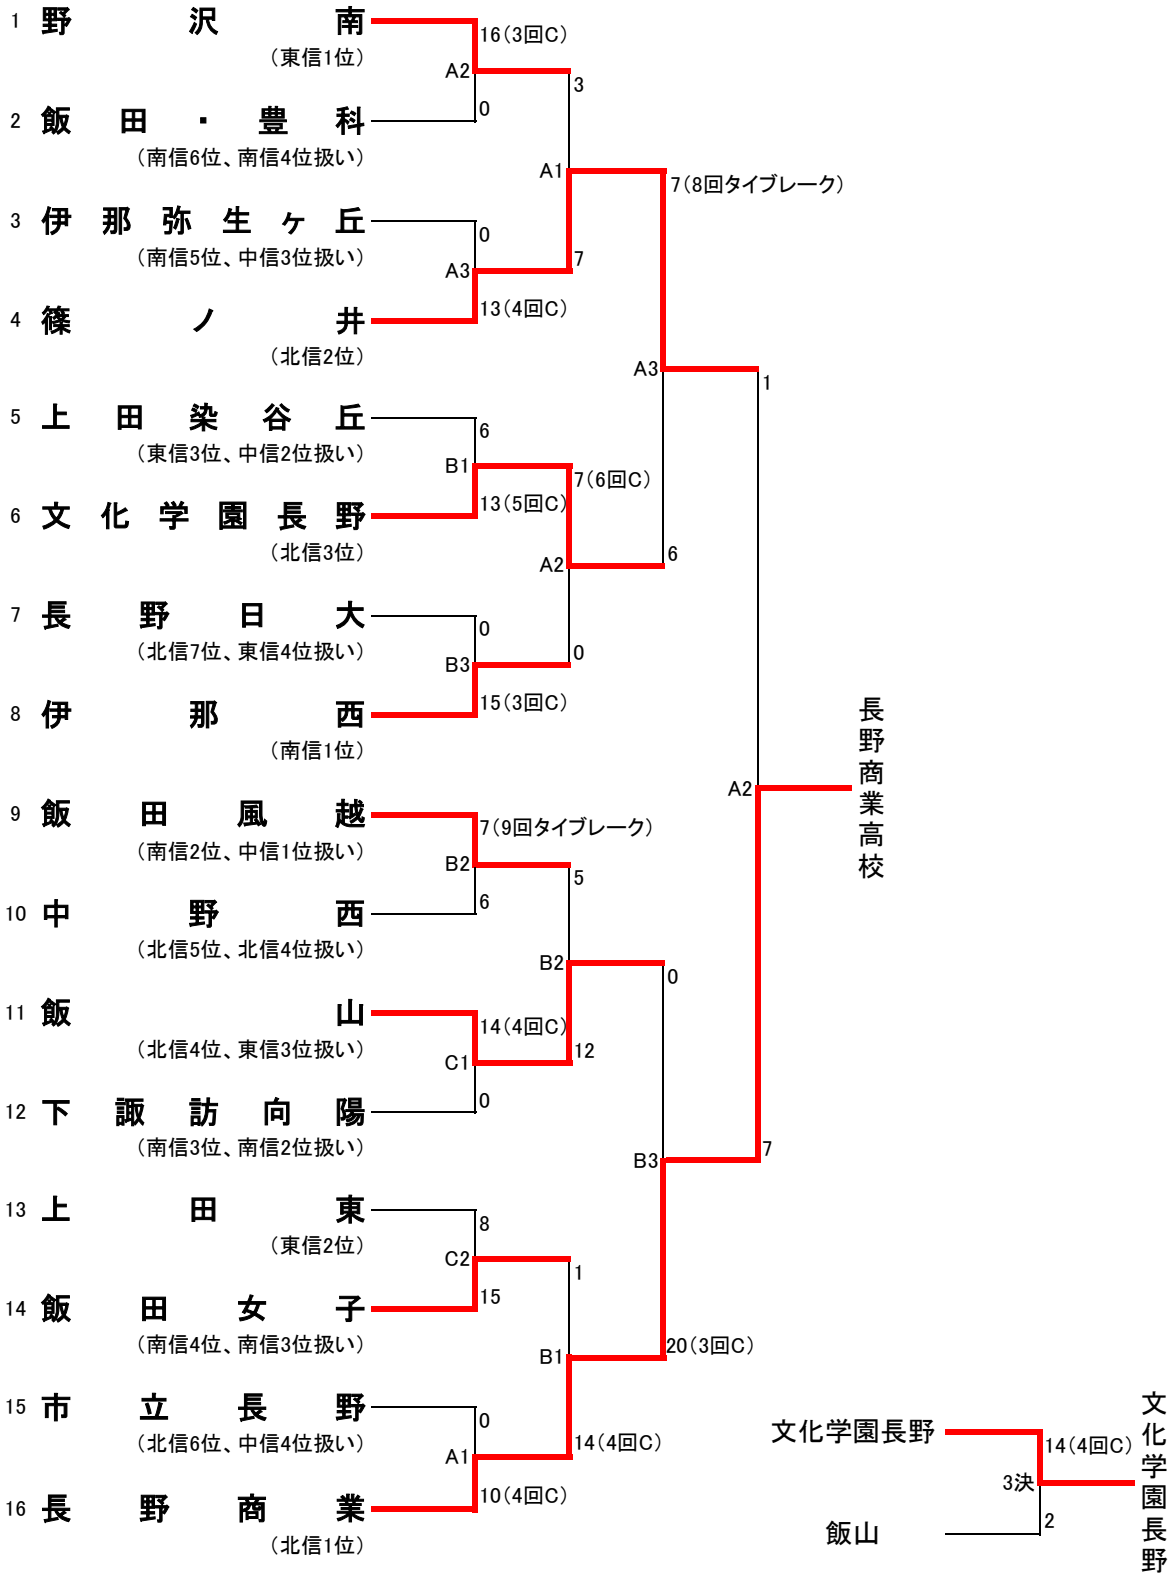 1 野沢南
16(3回C)
（東信1位）
A2
3
0
2 飯田・豊科
（南信6位、南信4位扱い）
A1
7(8回タイブレーク)
3 伊那弥生ヶ丘
0
（南信5位、中信3位扱い）
A3
7
13(4回C)
4 篠ノ井
（北信2位）
A3
1
5 上田染谷丘
6
（東信3位、中信2位扱い）
B1
7(6回C)
13(5回C)
6 文化学園長野
（北信3位）
A2
6
7 長野日大
0
（北信7位、東信4位扱い）
B3
0
15(3回C)
8 伊那西
（南信1位）
A2
長野商業高校
9 飯田風越
7(9回タイブレーク)
（南信2位、中信1位扱い）
B2
5
6
10 中野西
（北信5位、北信4位扱い）
B2
0
11 飯山
14(4回C)
（北信4位、東信3位扱い）
C1
12
0
12 下諏訪向陽
（南信3位、南信2位扱い）
B3
7
13 上田東
8
（東信2位）
C2
1
15
14 飯田女子
（南信4位、南信3位扱い）
B1
20(3回C)
15 市立長野
0
（北信6位、中信4位扱い）
A1
14(4回C)
10(4回C)
16 長野商業
（北信1位）
文化学園長野
14(4回C)
3決
2
飯山
文化学園長野